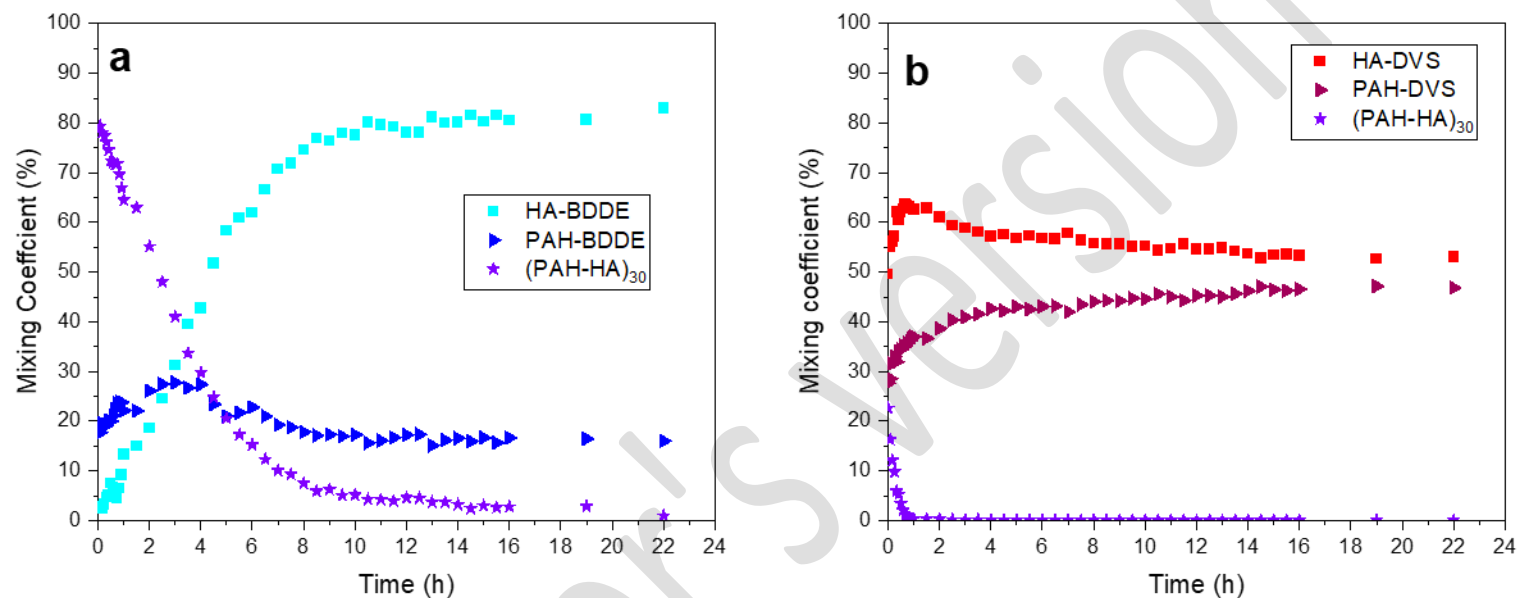 a
Mixing Coeffcient (%)
100
90
80
70
60
50
40
30
20
10
0
HA-BDDE
PAH-BDDE
(PAH-HA)30
0 2 4 6 8 10 12 14 16 18 20 22 24
Time (h)
b
Mixing coefficient (%)
100
90
80
70
60
50
40
30
20
10
0
HA-DVS
PAH-DVS
(PAH-HA)30
0 2 4 6 8 10 12 14 16 18 20 22 24
Time (h)
r's version